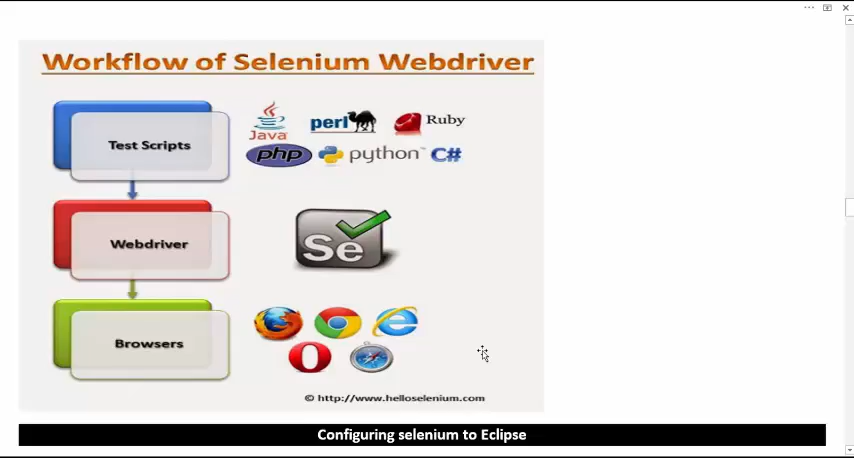 Workflow of Selenium Webdriver
Test Scripts
Java
perl
Ruby
php
python™
C#
Webdriver
Se
Browsers
© http://www.helloselenium.com
Configuring selenium to Eclipse